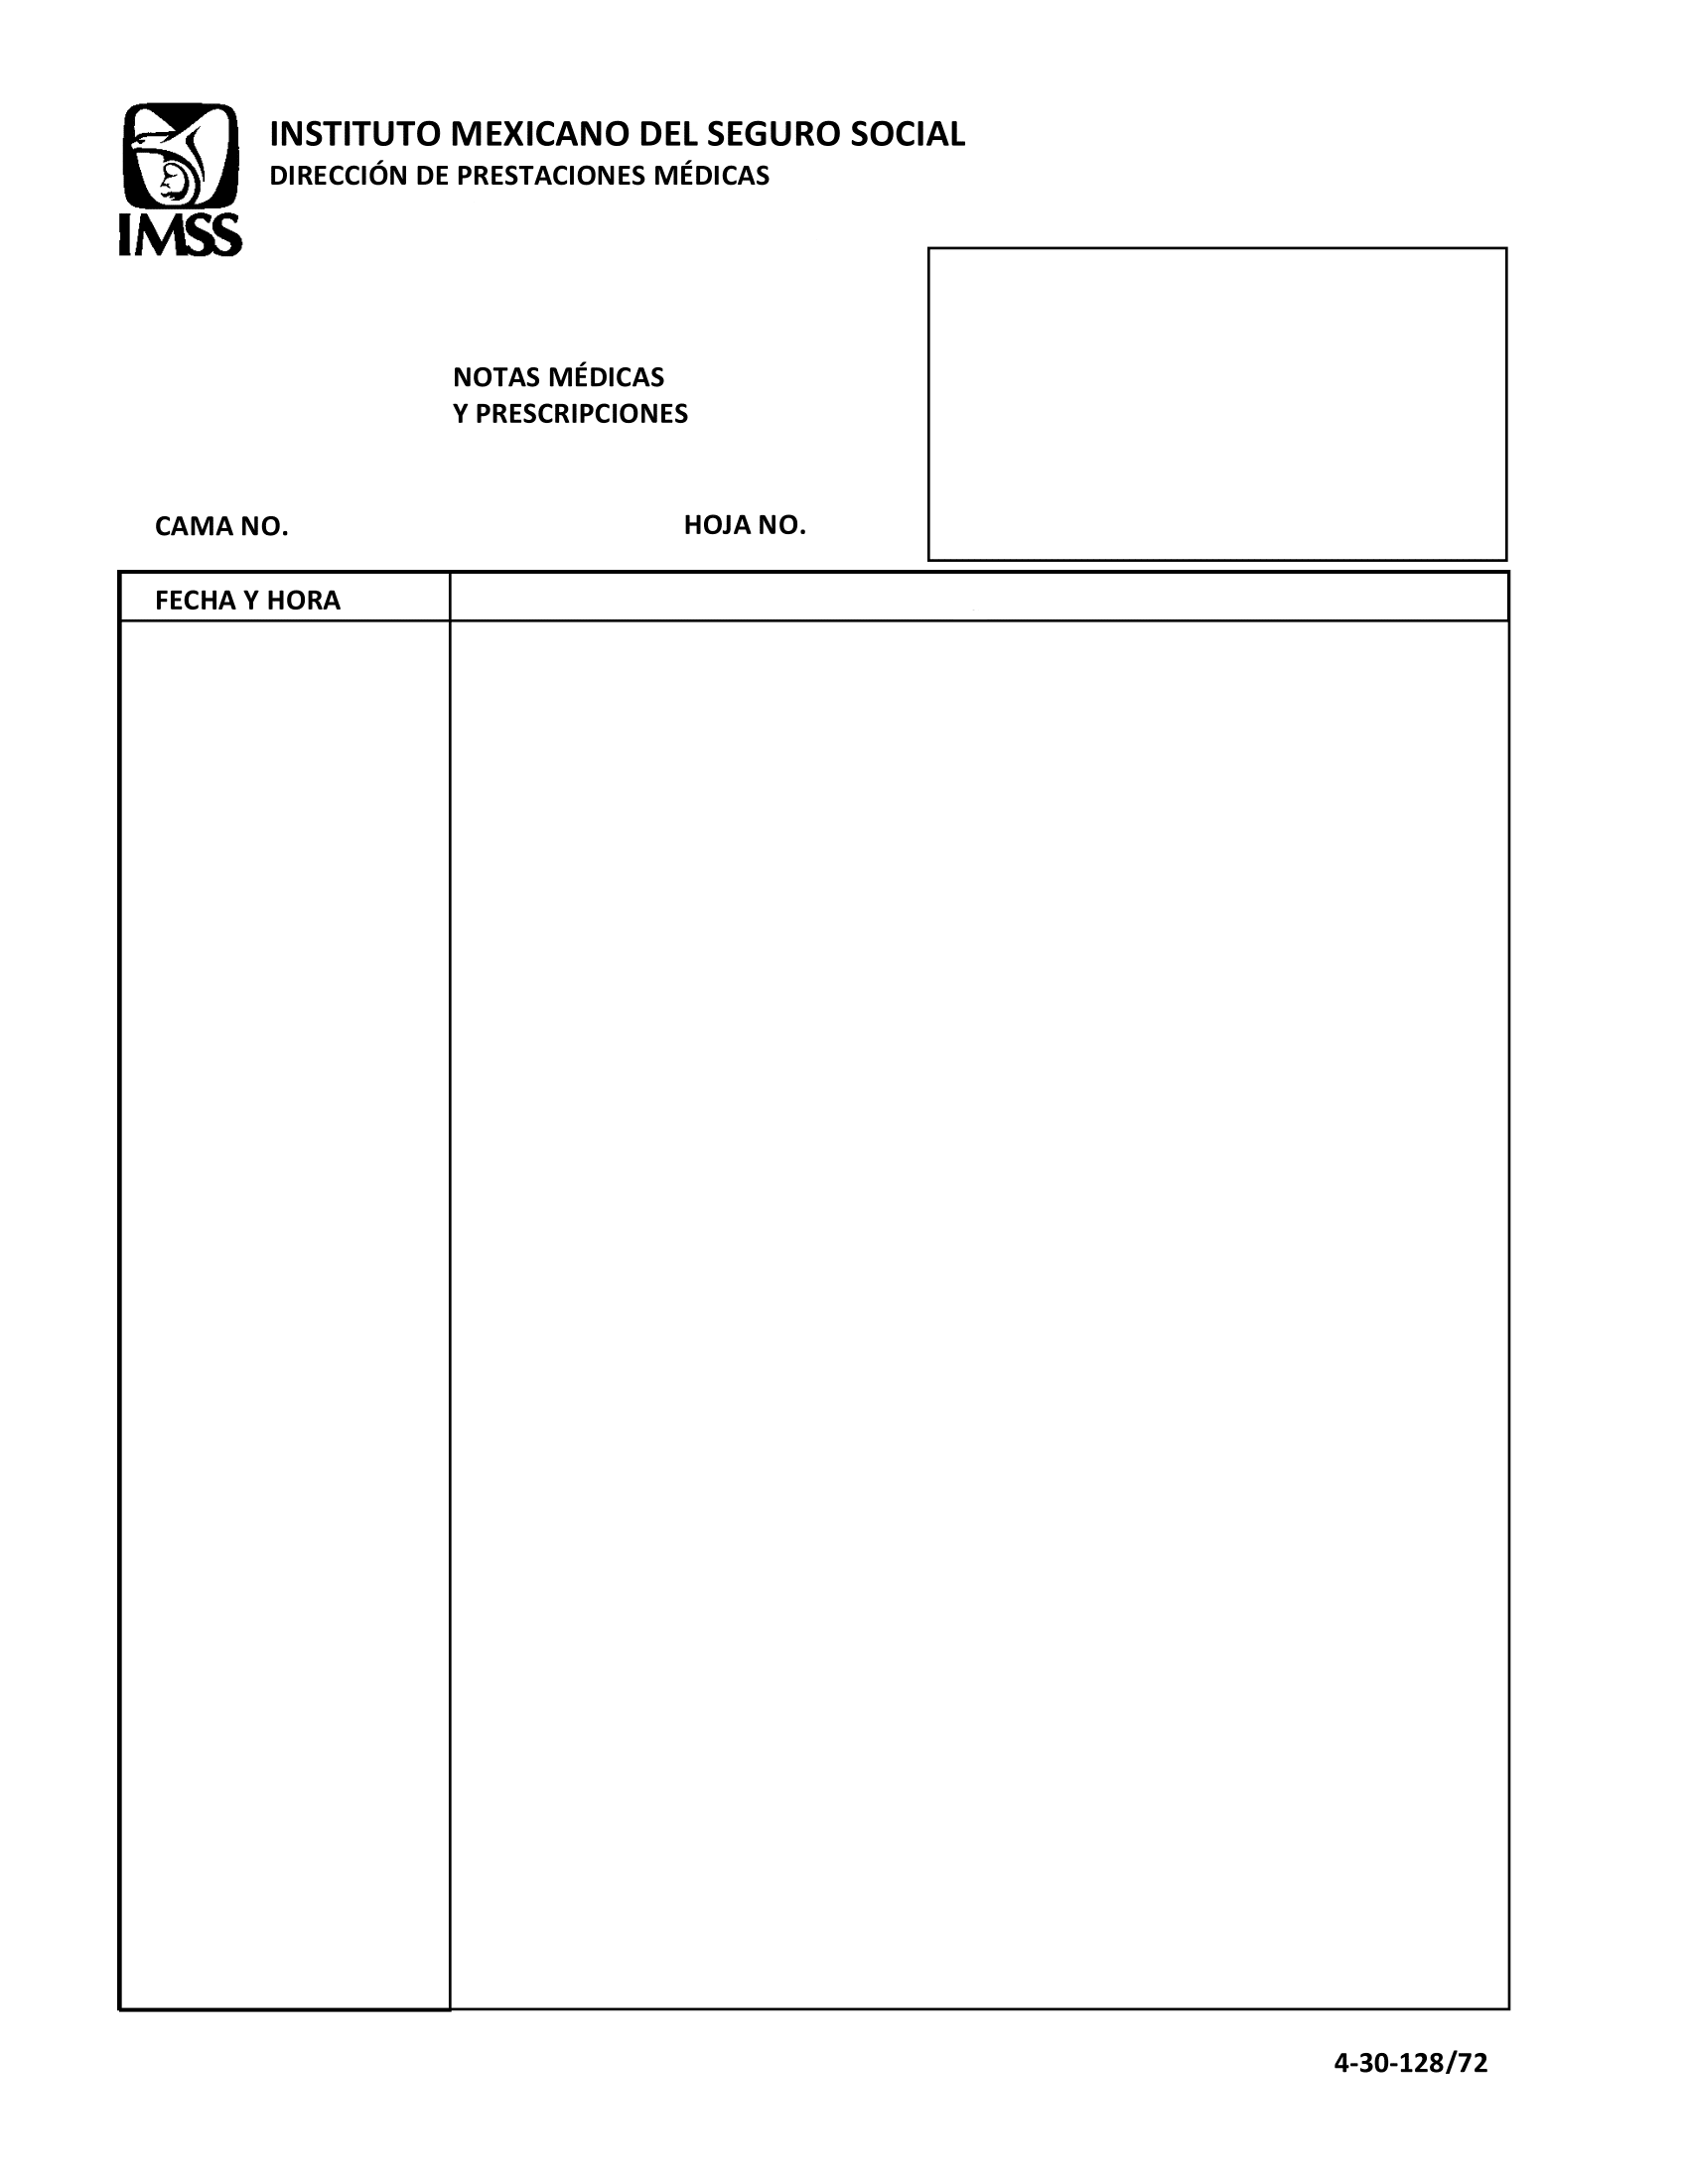 INSTITUTO MEXICANO DEL SEGURO SOCIAL
DIRECCIÓN DE PRESTACIONES MÉDICAS
IMSS
NOTAS MÉDICAS
Y PRESCRIPCIONES
CAMA NO.
HOJA NO.
FECHA Y HORA
4-30-128/72